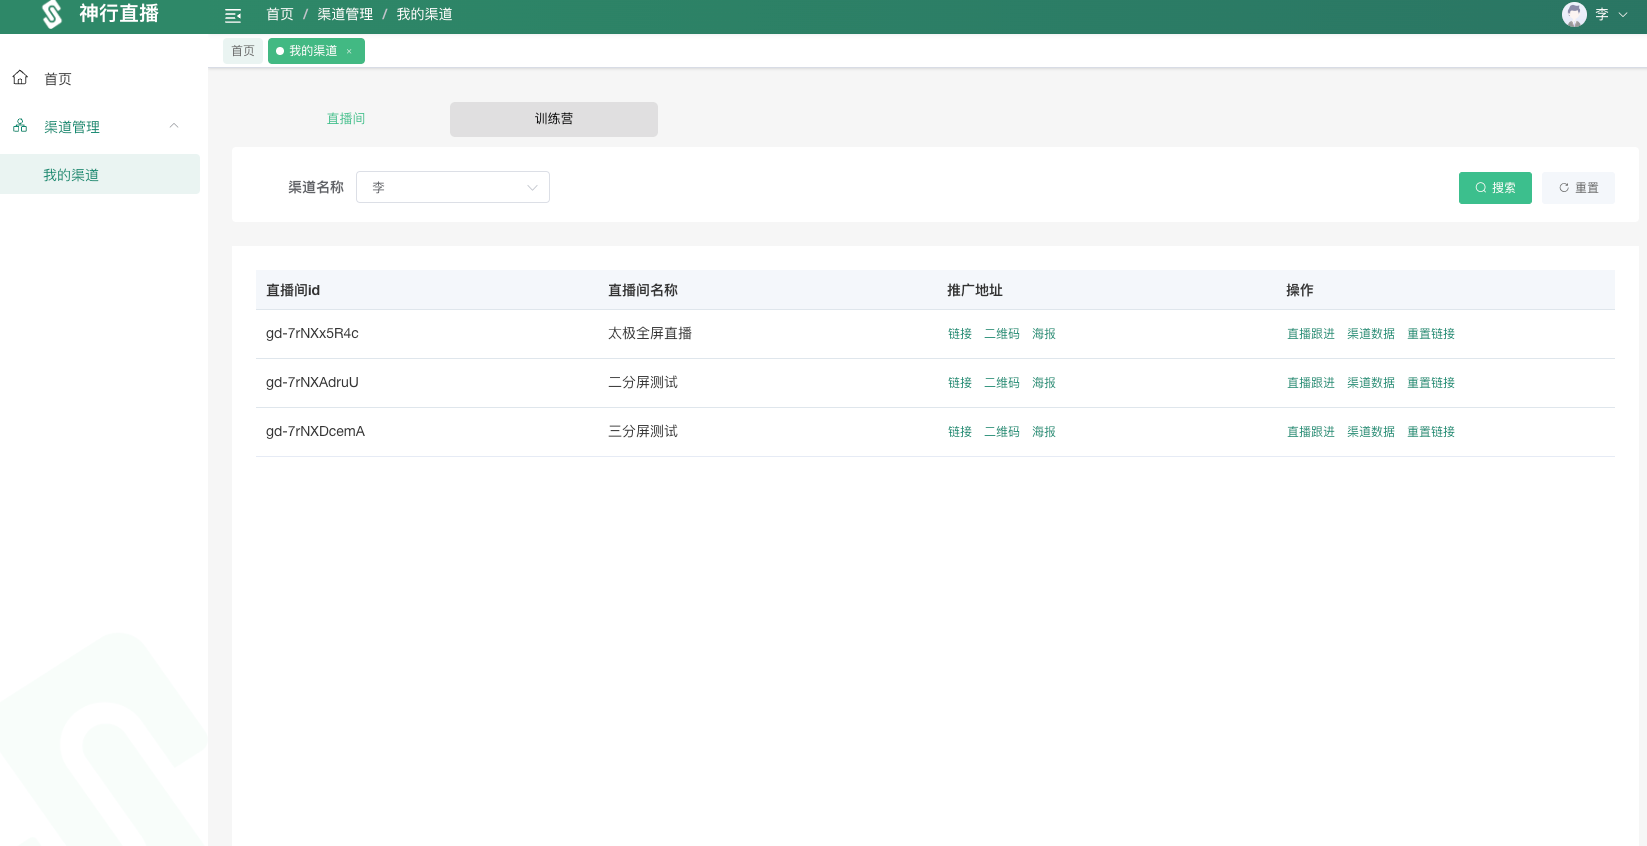 神行直播
首页 / 渠道管理 / 我的渠道
李
首页
我的渠道 ×
首页
渠道管理
我的渠道
直播间
训练营
渠道名称 李
搜索
重置
直播间id 直播间名称 推广地址 操作
gd-7rNXx5R4c 太极全屏直播 链接 二维码 海报 直播跟进 渠道数据 重置链接
gd-7rNXAdruU 二分屏测试 链接 二维码 海报 直播跟进 渠道数据 重置链接
gd-7rNXDcemA 三分屏测试 链接 二维码 海报 直播跟进 渠道数据 重置链接